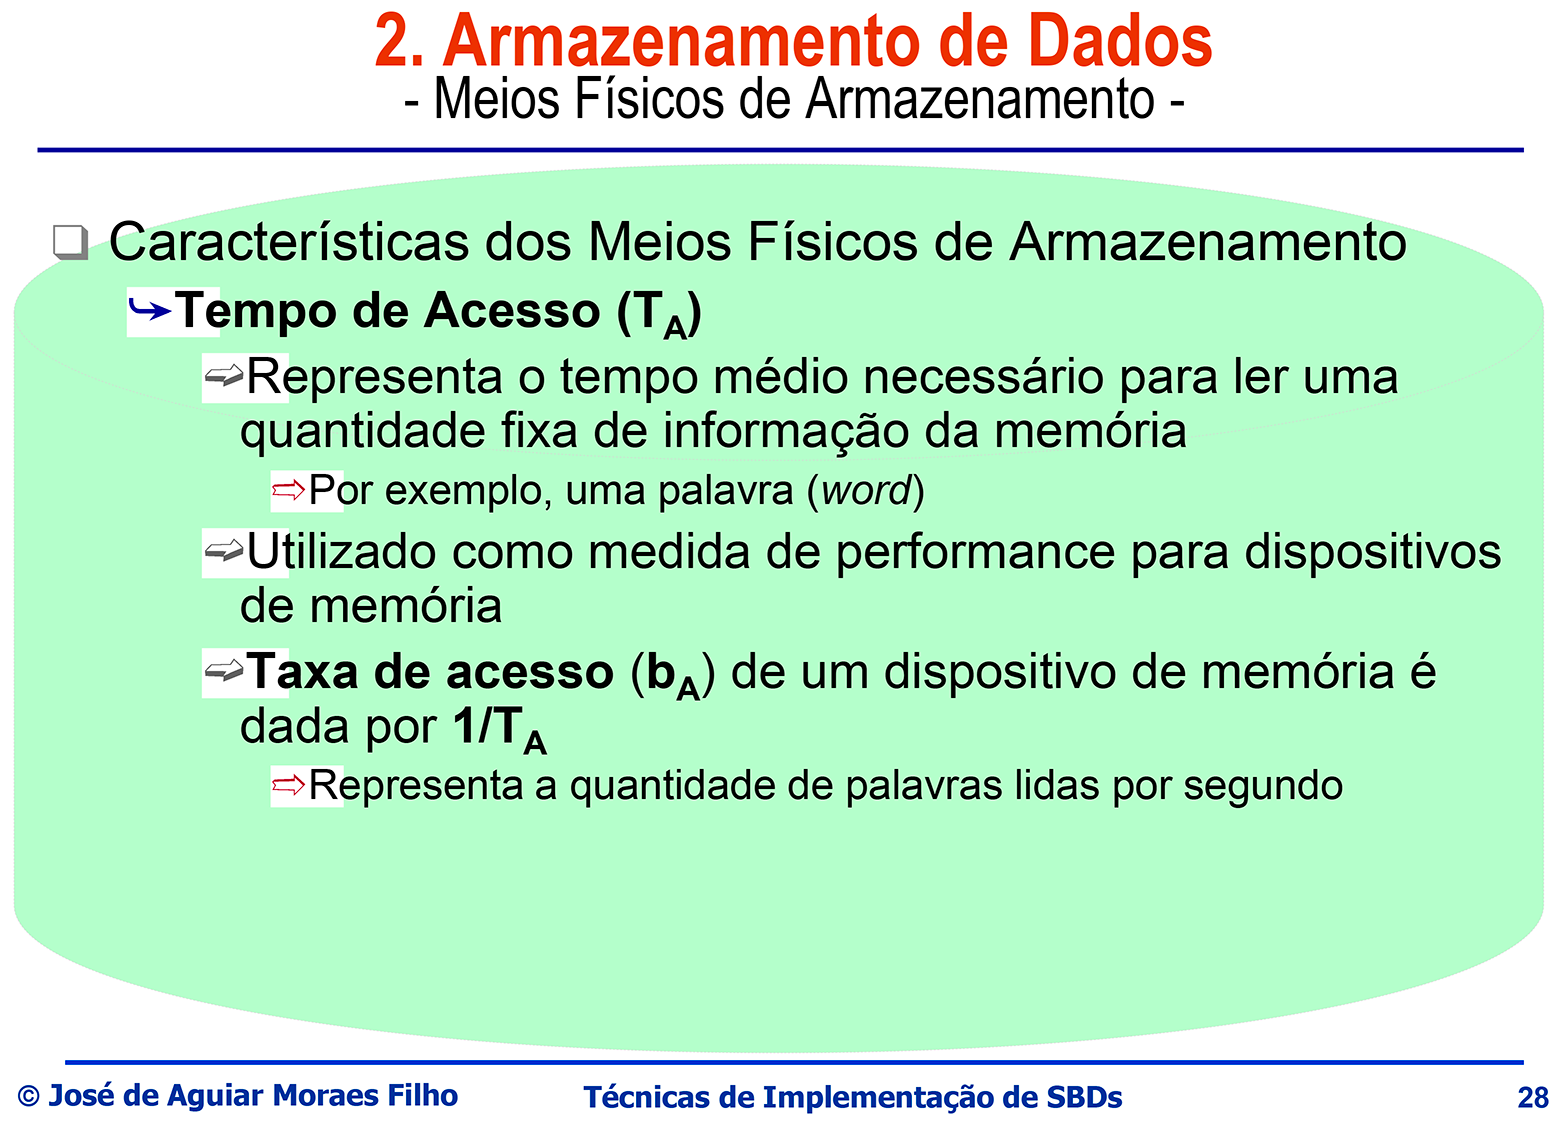 2. Armazenamento de Dados
- Meios Físicos de Armazenamento -
❑ Características dos Meios Físicos de Armazenamento
⤷Tempo de Acesso (T_A)
➫Representa o tempo médio necessário para ler uma
quantidade fixa de informação da memória
⇨Por exemplo, uma palavra (word)
➫Utilizado como medida de performance para dispositivos
de memória
➫Taxa de acesso (b_A) de um dispositivo de memória é
dada por 1/T_A
⇨Representa a quantidade de palavras lidas por segundo
© José de Aguiar Moraes Filho
Técnicas de Implementação de SBDs
28